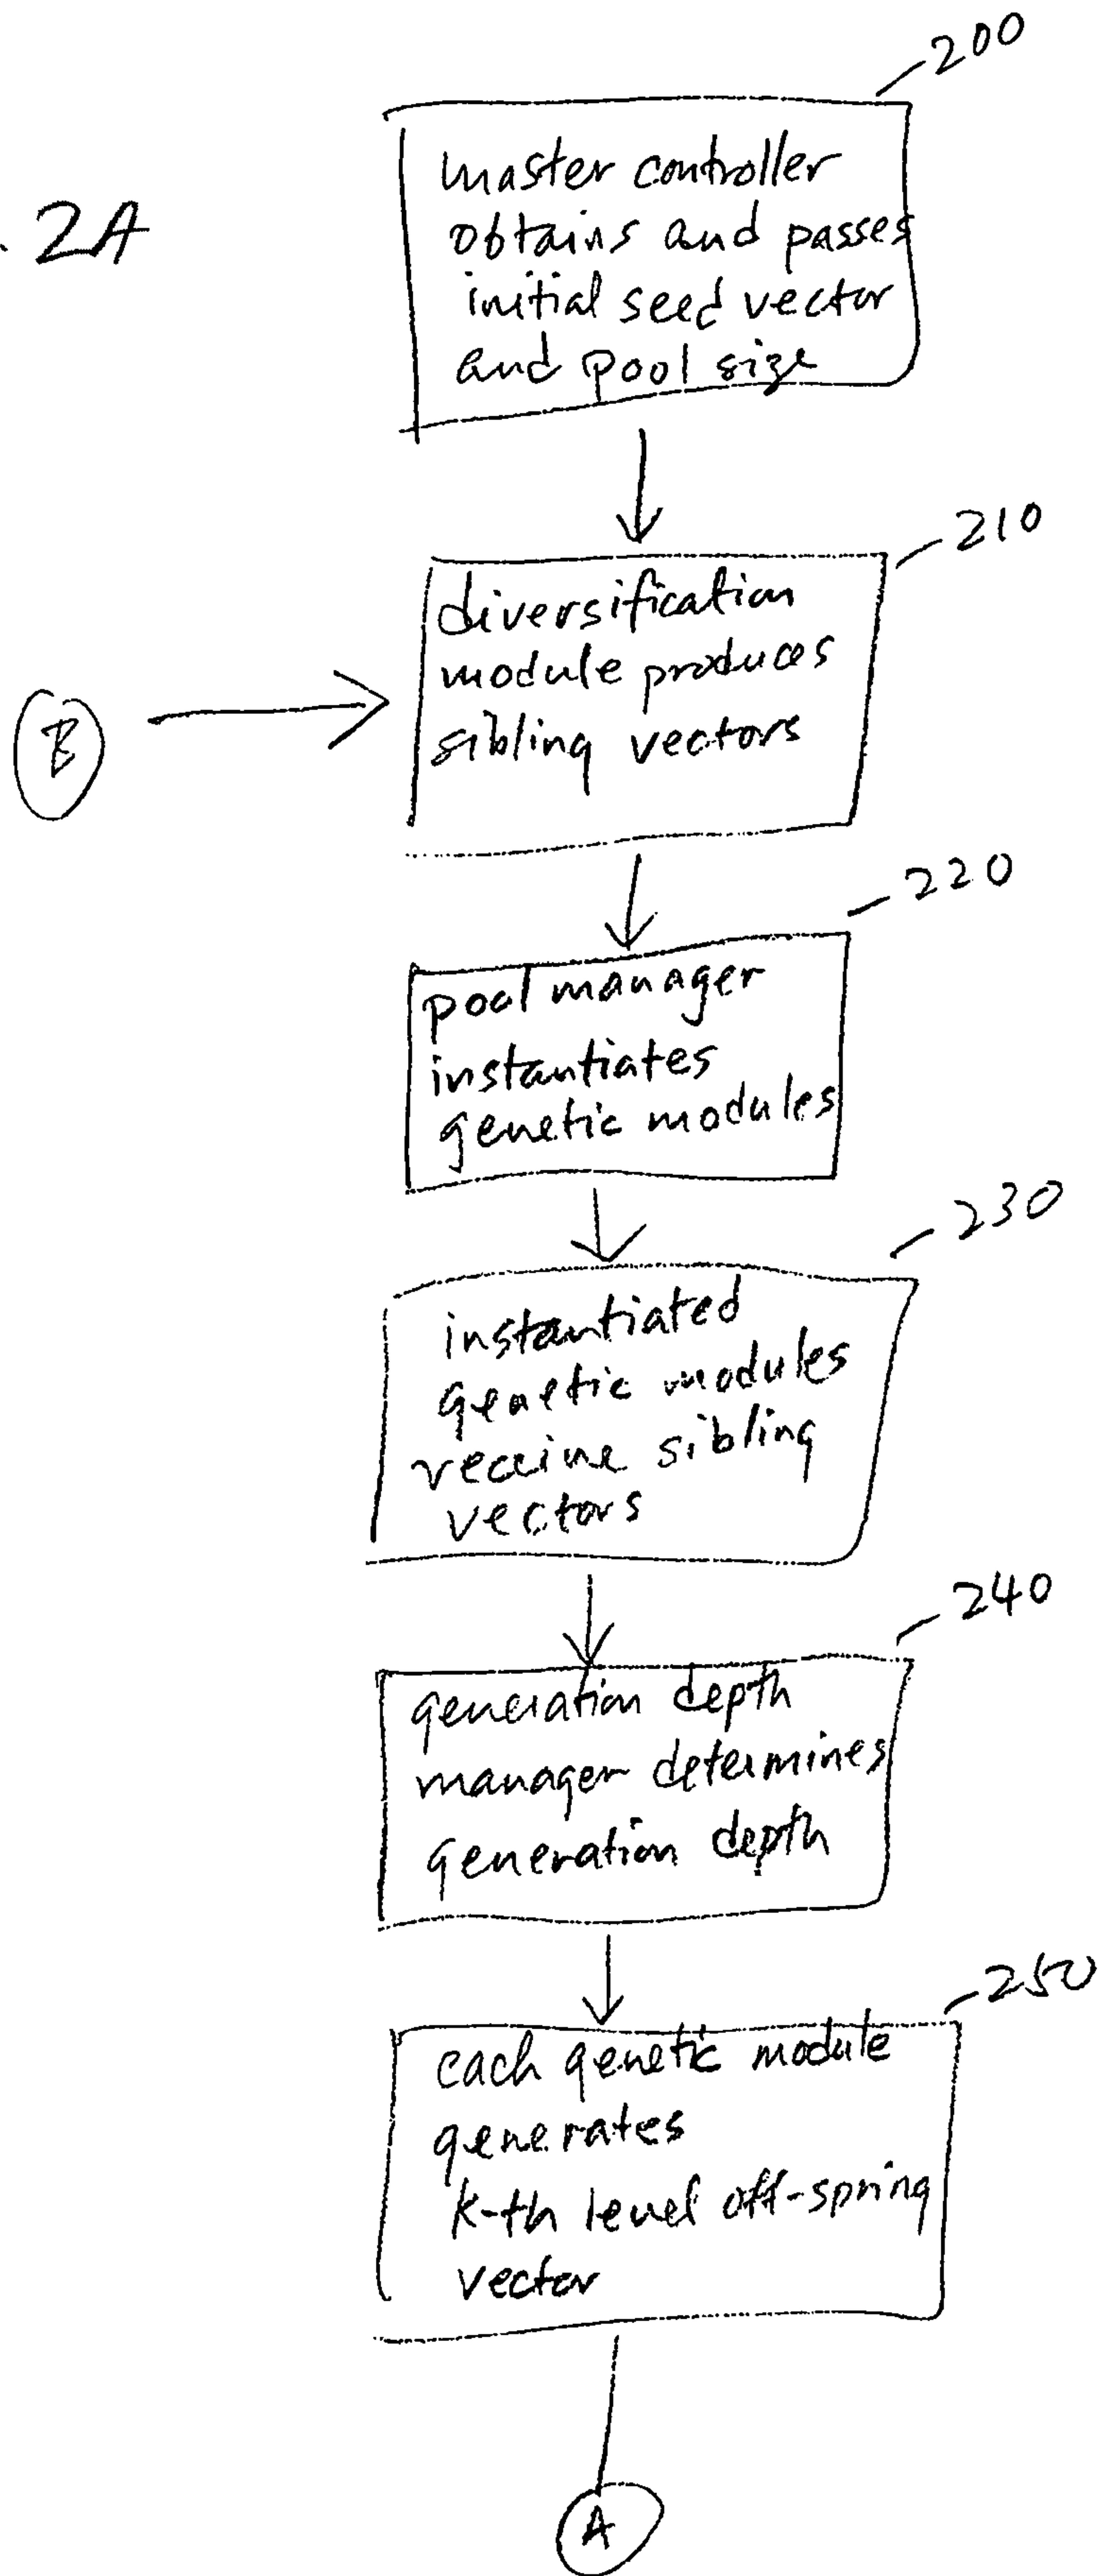 200
. 2A
master controller
obtains and passes
initial seed vector
and pool size
210
diversification
module produces
sibling vectors
B
220
pool manager
instantiates
genetic modules
230
instantiated
genetic modules
receive sibling
vectors
240
generation depth
manager determines
generation depth
250
each genetic module
generates
k-th level off-spring
vector
A